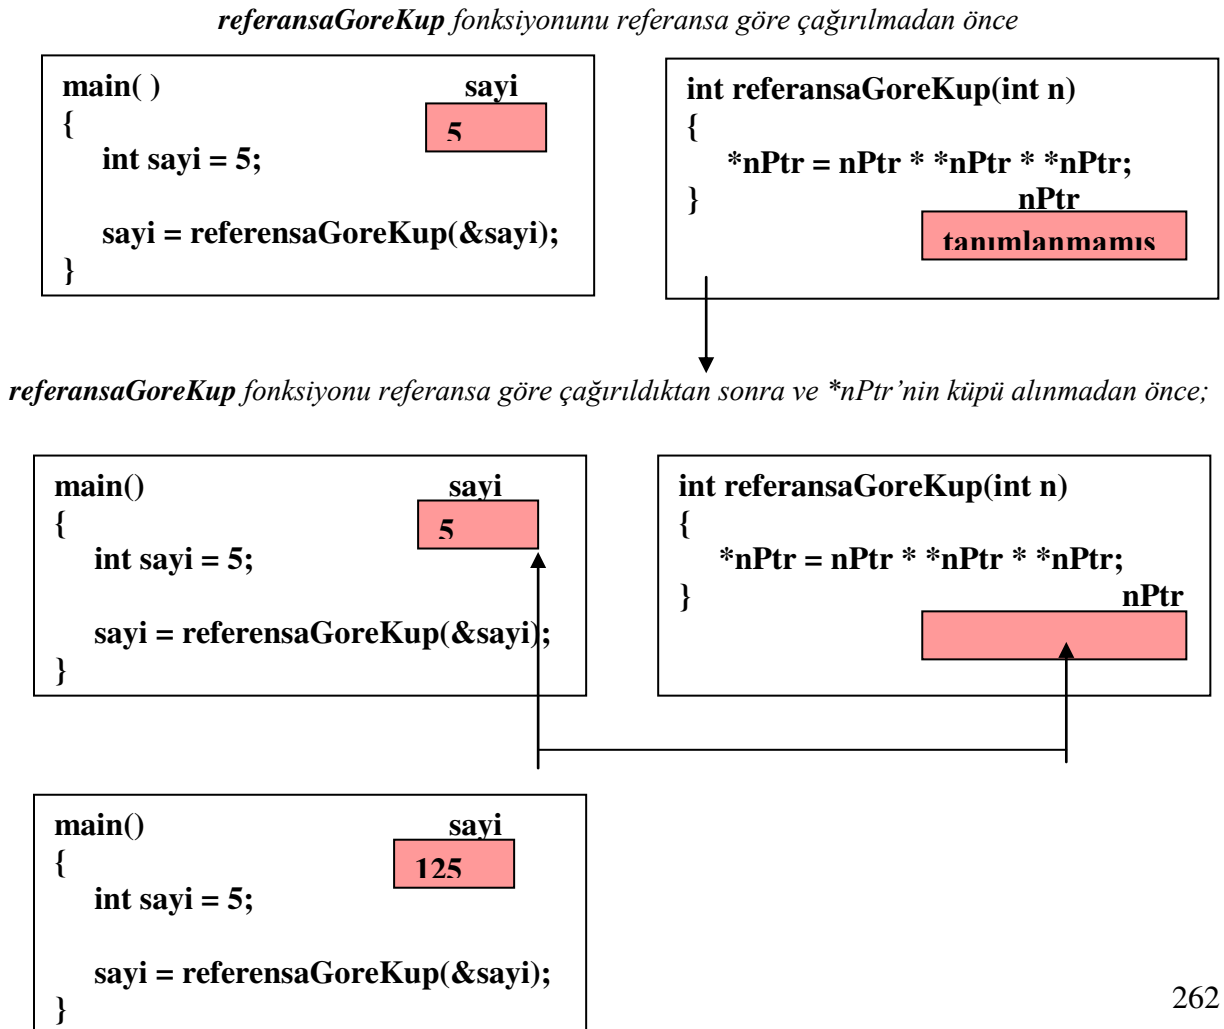 referansaGoreKup fonksiyonunu referansa göre çağırılmadan önce
main( )
sayi
{
5
int sayi = 5;
sayi = referensaGoreKup(&sayi);
}
int referansaGoreKup(int n)
{
*nPtr = nPtr * *nPtr * *nPtr;
}
nPtr
tanımlanmamış
referansaGoreKup fonksiyonu referansa göre çağırıldıktan sonra ve *nPtr’nin küpü alınmadan önce;
main()
sayi
{
5
int sayi = 5;
sayi = referensaGoreKup(&sayi);
}
int referansaGoreKup(int n)
{
*nPtr = nPtr * *nPtr * *nPtr;
}
nPtr
main()
sayi
{
125
int sayi = 5;
sayi = referensaGoreKup(&sayi);
}
262